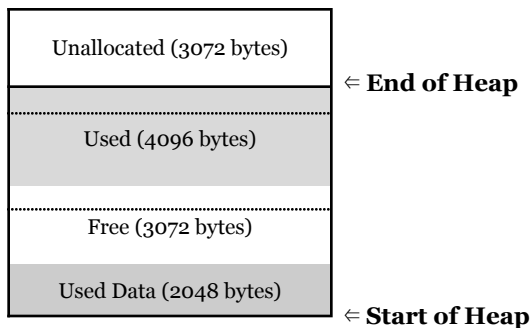 Unallocated (3072 bytes)
⇐ End of Heap
Used (4096 bytes)
Free (3072 bytes)
Used Data (2048 bytes)
⇐ Start of Heap